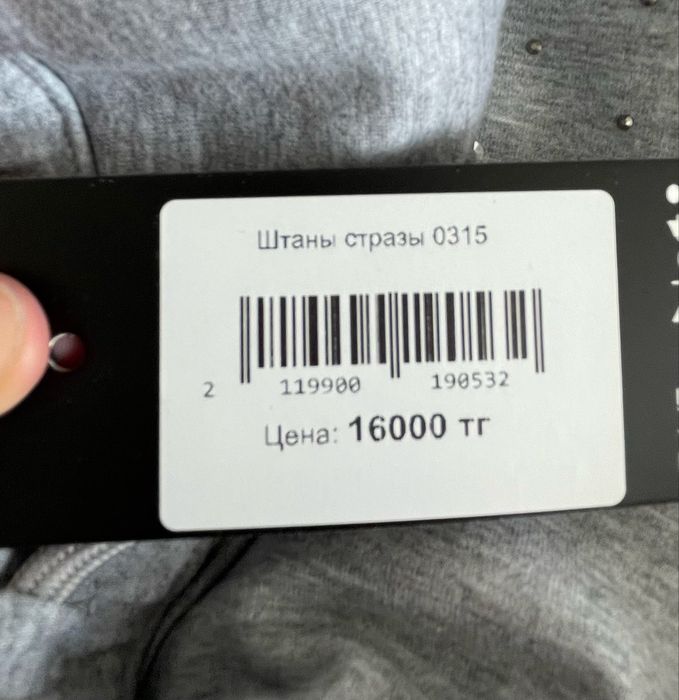 Штаны стразы 0315
2 119900 190532
Цена: 16000 тг